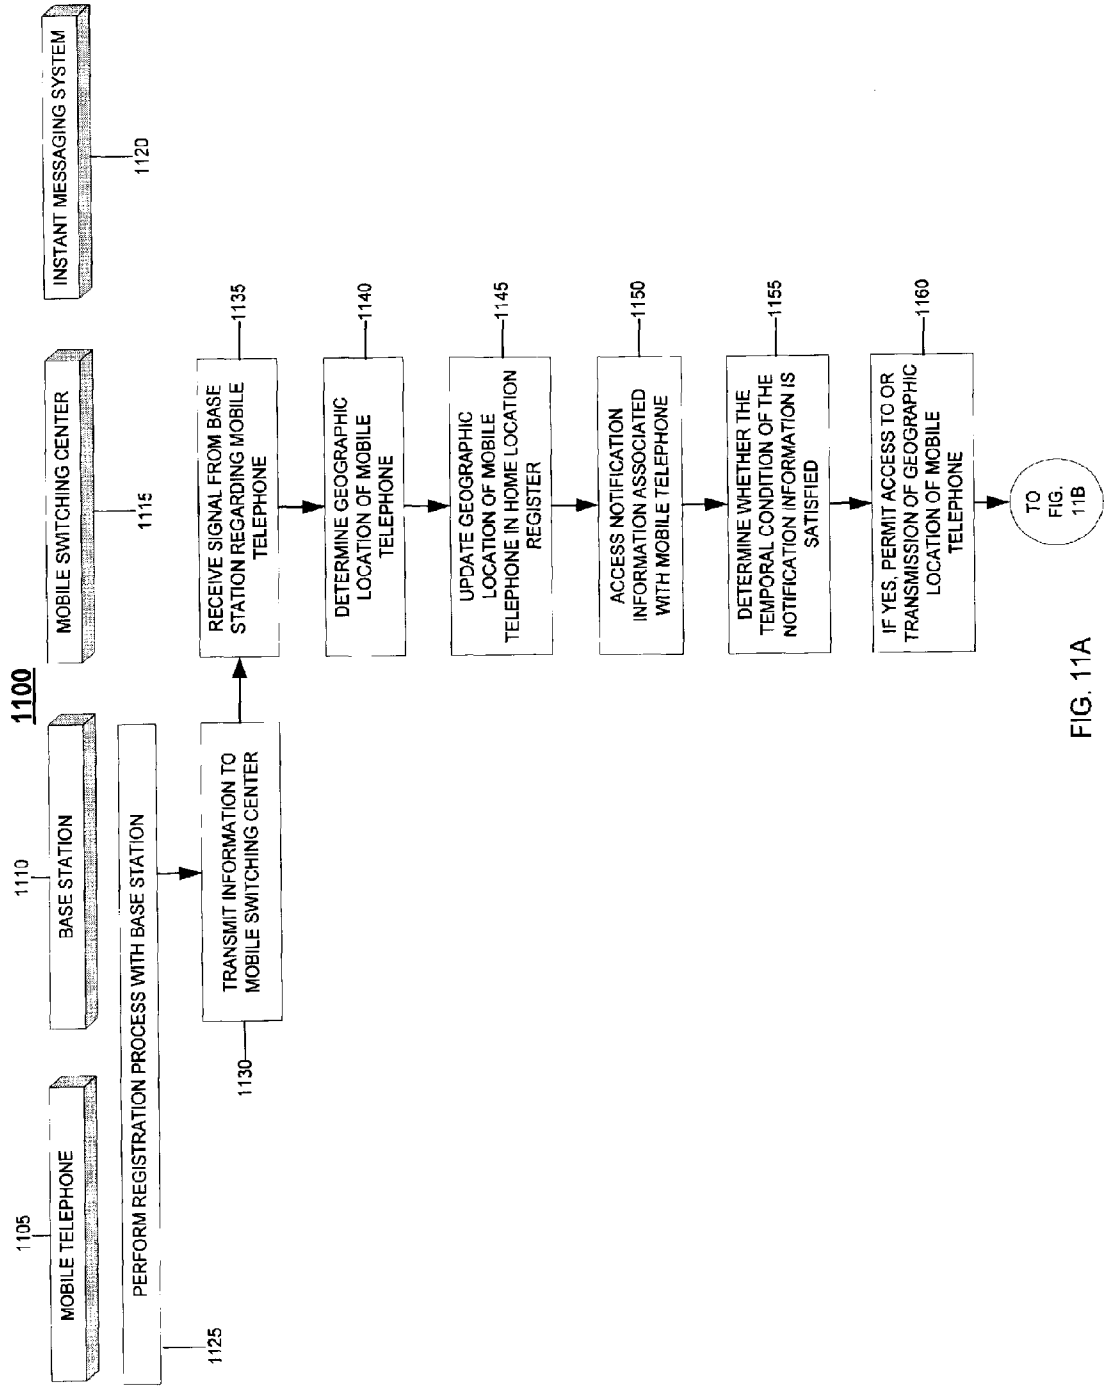 1100
1105
1110
1115
1120
MOBILE TELEPHONE
BASE STATION
MOBILE SWITCHING CENTER
INSTANT MESSAGING SYSTEM
1125
PERFORM REGISTRATION PROCESS WITH BASE STATION
1130
TRANSMIT INFORMATION TO
MOBILE SWITCHING CENTER
RECEIVE SIGNAL FROM BASE
STATION REGARDING MOBILE
TELEPHONE
1135
DETERMINE GEOGRAPHIC
LOCATION OF MOBILE
TELEPHONE
1140
UPDATE GEOGRAPHIC
LOCATION OF MOBILE
TELEPHONE IN HOME LOCATION
REGISTER
1145
ACCESS NOTIFICATION
INFORMATION ASSOCIATED
WITH MOBILE TELEPHONE
1150
DETERMINE WHETHER THE
TEMPORAL CONDITION OF THE
NOTIFICATION INFORMATION IS
SATISFIED
1155
IF YES, PERMIT ACCESS TO OR
TRANSMISSION OF GEOGRAPHIC
LOCATION OF MOBILE
TELEPHONE
1160
TO
FIG.
11B
FIG. 11A